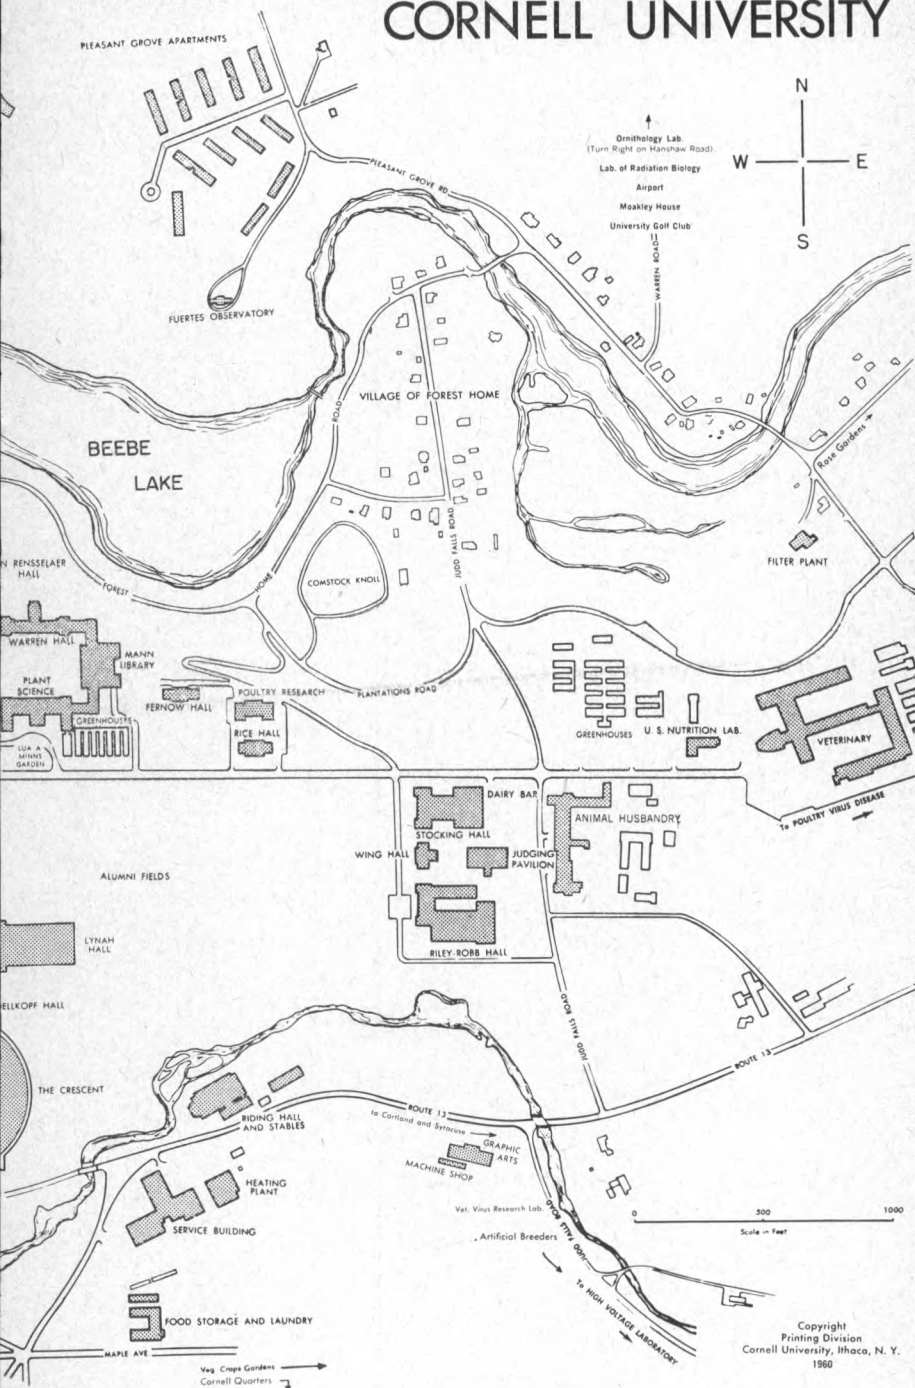 CORNELL UNIVERSITY
PLEASANT GROVE APARTMENTS
N
W
E
S
Ornithology Lab.
(Turn Right on Hanshaw Road)
Lab. of Radiation Biology
Airport
Moakley House
University Golf Club
WARREN ROAD
PLEASANT GROVE RD
FUERTES OBSERVATORY
VILLAGE OF FOREST HOME
ROAD
BEEBE
LAKE
Rose Gardens
JUDD FALLS ROAD
FILTER PLANT
N RENSSELAER
HALL
FOREST
HOME
COMSTOCK KNOLL
WARREN HALL
MANN
LIBRARY
PLANT
SCIENCE
GREENHOUSES
LUA A
MINNS
GARDEN
FERNOW HALL
POULTRY RESEARCH
RICE HALL
PLANTATIONS ROAD
GREENHOUSES
U. S. NUTRITION LAB.
VETERINARY
To POULTRY VIRUS DISEASE
DAIRY BAR
STOCKING HALL
ANIMAL HUSBANDRY
WING HALL
JUDGING
PAVILION
RILEY-ROBB HALL
ALUMNI FIELDS
LYNAH
HALL
ELLKOPF HALL
JUDD FALLS ROAD
THE CRESCENT
ROUTE 13
RIDING HALL
AND STABLES
ROUTE 13
to Cortland and Syracuse
GRAPHIC
ARTS
MACHINE SHOP
HEATING
PLANT
SERVICE BUILDING
Vet. Virus Research Lab.
Artificial Breeders
JUDD FALLS ROAD
0 500 1000
Scale in Feet
To HIGH VOLTAGE LABORATORY
FOOD STORAGE AND LAUNDRY
MAPLE AVE
Veg Crops Gardens
Cornell Quarters
Copyright
Printing Division
Cornell University, Ithaca, N. Y.
1960